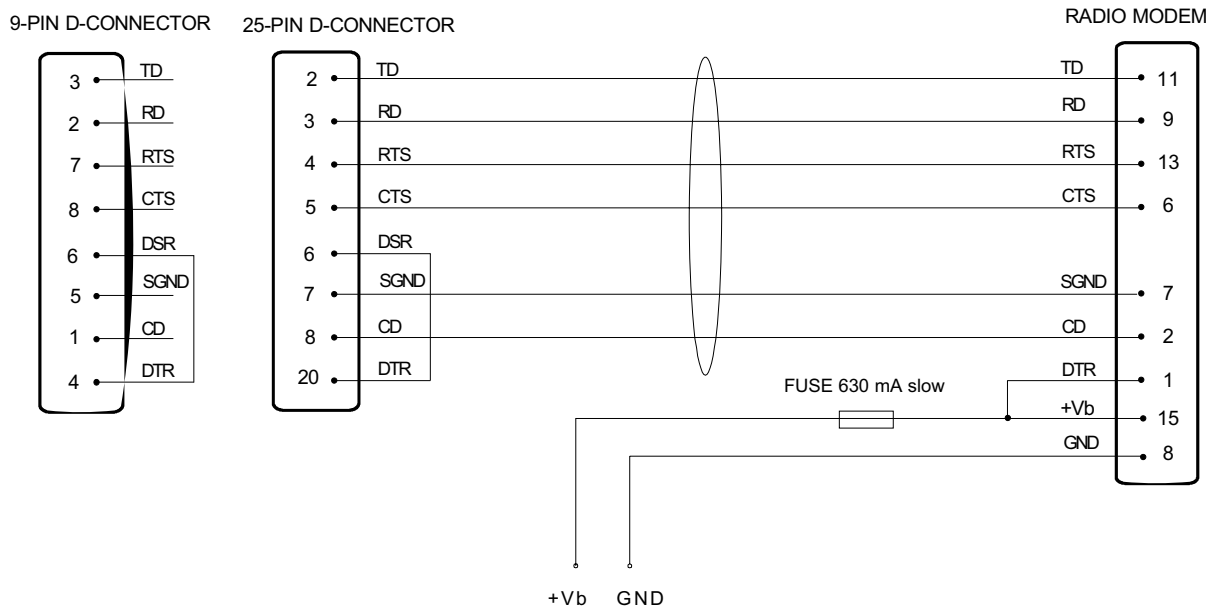 9-PIN D-CONNECTOR
3 TD
2 RD
7 RTS
8 CTS
6 DSR
5 SGND
1 CD
4 DTR
25-PIN D-CONNECTOR
2 TD
3 RD
4 RTS
5 CTS
6 DSR
7 SGND
8 CD
20 DTR
RADIO MODEM
TD 11
RD 9
RTS 13
CTS 6
SGND 7
CD 2
DTR 1
+Vb 15
GND 8
FUSE 630 mA slow
+Vb GND